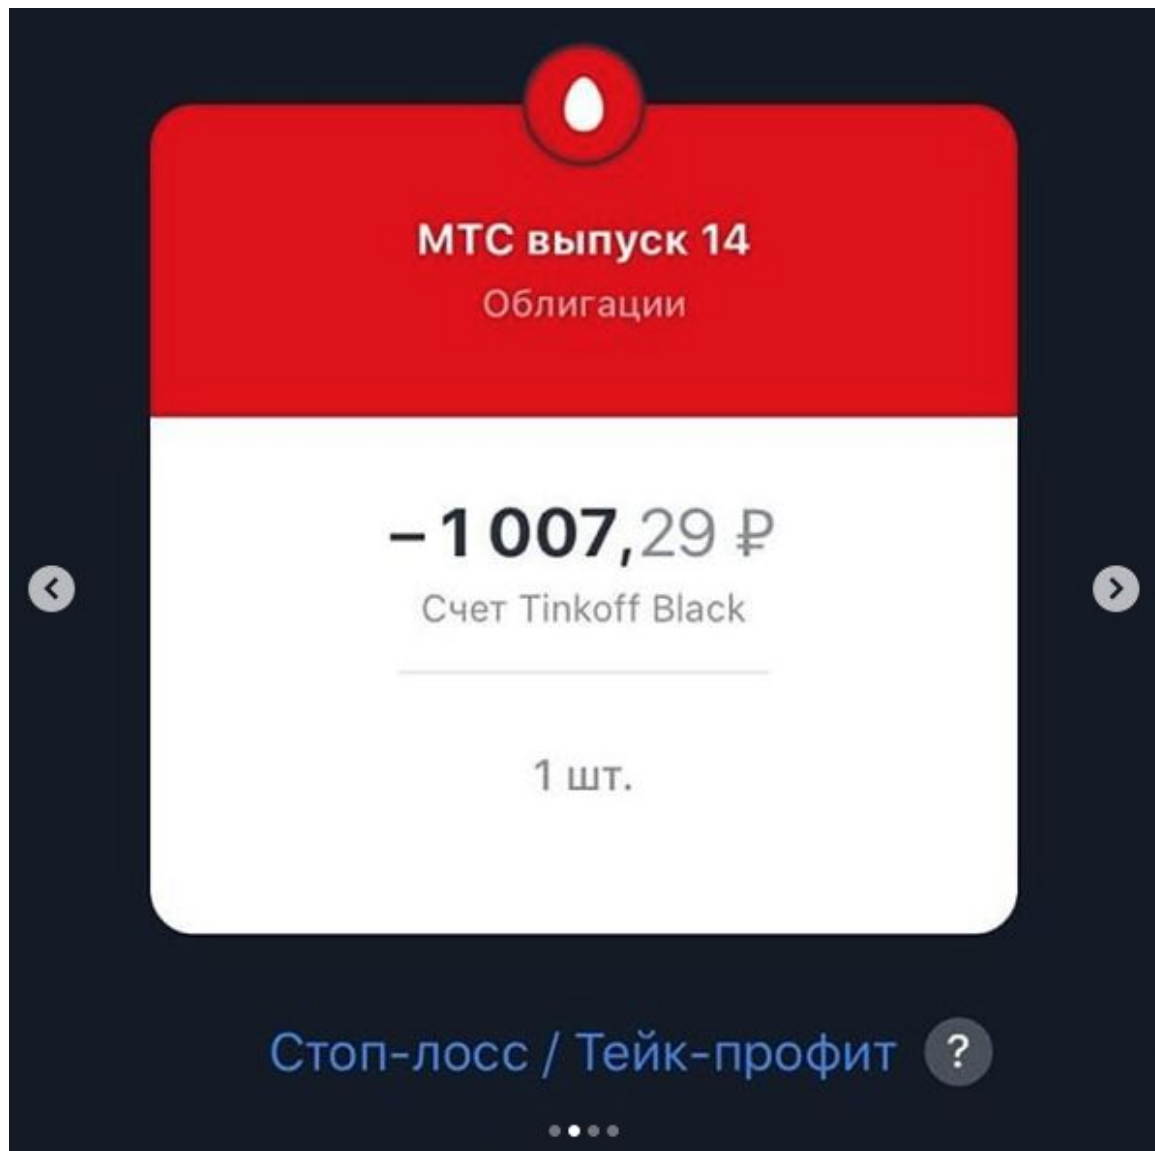 МТС выпуск 14
Облигации
– 1 007,29 ₽
Счет Tinkoff Black
1 шт.
Стоп-лосс / Тейк-профит ?